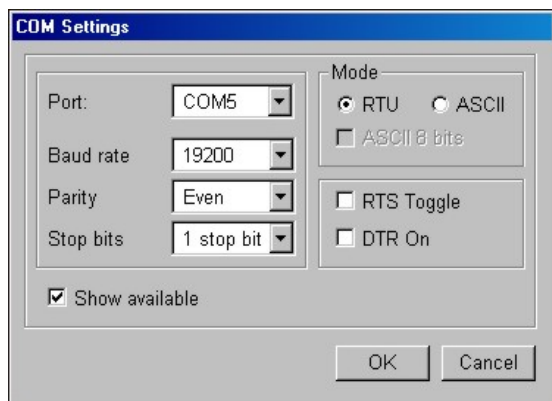 COM Settings
Port:
COM5
Baud rate
19200
Parity
Even
Stop bits
1 stop bit
Mode
RTU
ASCII
ASCII 8 bits
RTS Toggle
DTR On
Show available
OK
Cancel